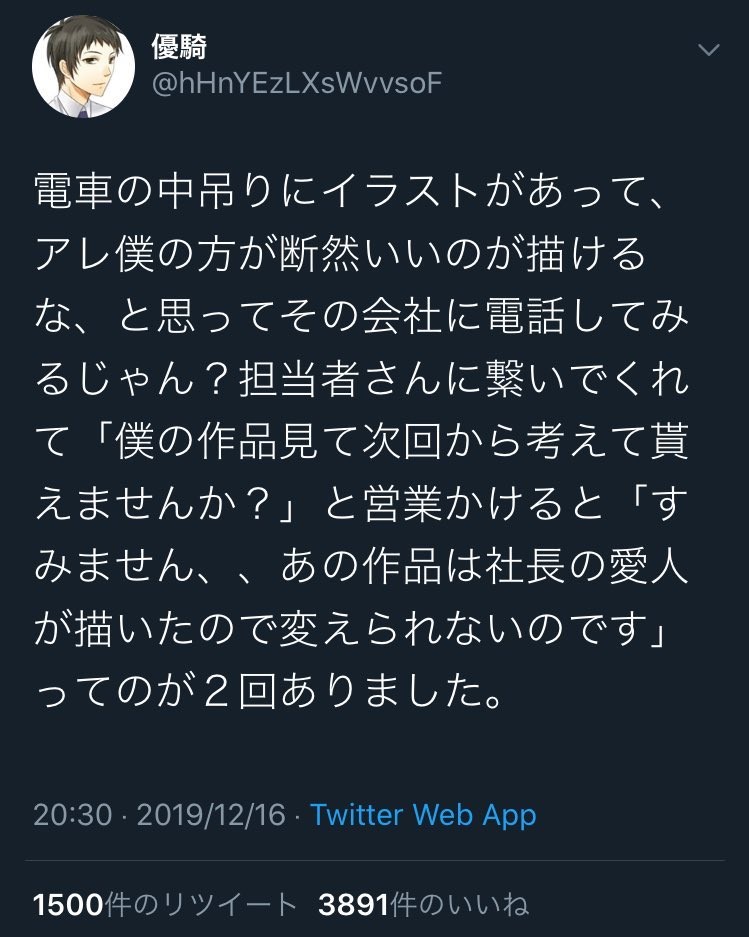 優騎
@hHnYEzLXsWvvsoF
電車の中吊りにイラストがあって、
アレ僕の方が断然いいのが描ける
な、と思ってその会社に電話してみ
るじゃん？担当者さんに繋いでくれ
て「僕の作品見て次回から考えて貰
えませんか？」と営業かけると「す
みません、、あの作品は社長の愛人
が描いたので変えられないのです」
ってのが２回ありました。
20:30 · 2019/12/16 · Twitter Web App
1500件のリツイート 3891件のいいね